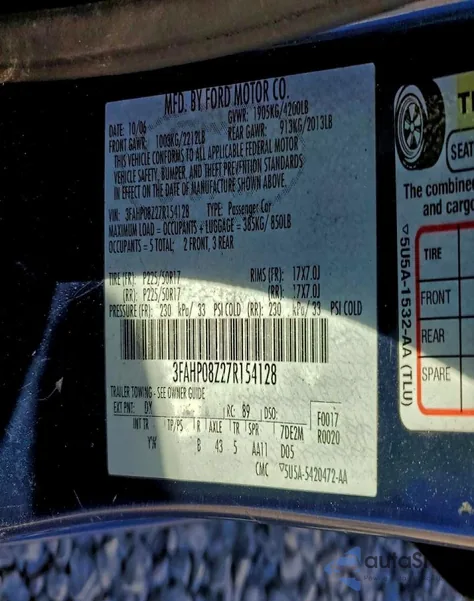 MFD. BY FORD MOTOR CO.
DATE: 10/06 GVWR: 1905KG/4200LB
FRONT GAWR: 1003KG/2212LB REAR GAWR: 913KG/2013LB
THIS VEHICLE CONFORMS TO ALL APPLICABLE FEDERAL MOTOR
VEHICLE SAFETY, BUMPER, AND THEFT PREVENTION STANDARDS
IN EFFECT ON THE DATE OF MANUFACTURE SHOWN ABOVE.
VIN: 3FAHP08Z27R154128 TYPE: Passenger Car
MAXIMUM LOAD = OCCUPANTS + LUGGAGE = 385KG/ 850LB
OCCUPANTS = 5 TOTAL: 2 FRONT, 3 REAR
TIRE (FR): P225/50R17 RIMS (FR): 17X7.0J
(RR): P225/50R17 (RR): 17X7.0J
PRESSURE (FR): 230 kPa/ 33 PSI COLD (RR): 230 kPa/ 33 PSI COLD
3FAHP08Z27R154128
TRAILER TOWING - SEE OWNER GUIDE
EXT PNT: DY RC: 89 DSO: F0017
INT TR TP/PS R AXLE TR SPR 7DE2M R0020
YW B 43 5 AA11 D05
CMC ▽5U5A-5420472-AA
SEAT
The combine
and cargo
TIRE
FRONT
REAR
SPARE
▽5U5A-1532-AA (TLU)